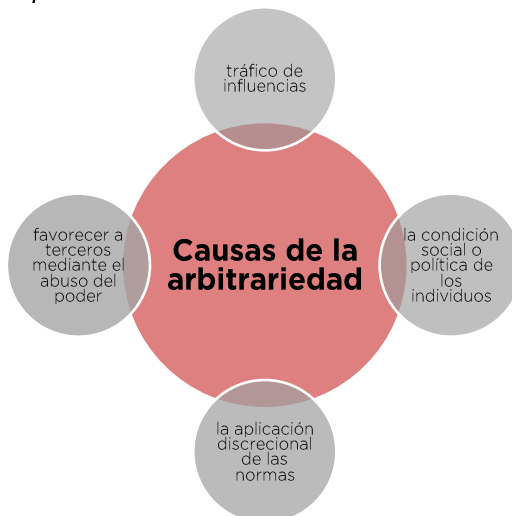 tráfico de
influencias
Causas de la
arbitrariedad
la condición
social o
política de
los
individuos
la aplicación
discrecional
de las
normas
favorecer a
terceros
mediante el
abuso del
poder